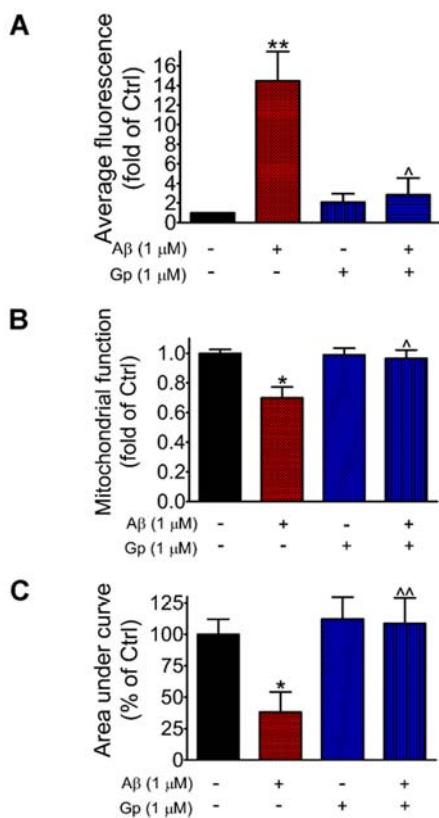 A
Average fluorescence
(fold of Ctrl)
16
14
12
10
8
6
4
2
0
**
^
Aβ (1 μM) - + - +
Gp (1 μM) - - + +
B
Mitochondrial function
(fold of Ctrl)
1.0
0.8
0.6
0.4
0.2
0.0
*
^
Aβ (1 μM) - + - +
Gp (1 μM) - - + +
C
Area under curve
(% of Ctrl)
125
100
75
50
25
0
*
^^
Aβ (1 μM) - + - +
Gp (1 μM) - - + +